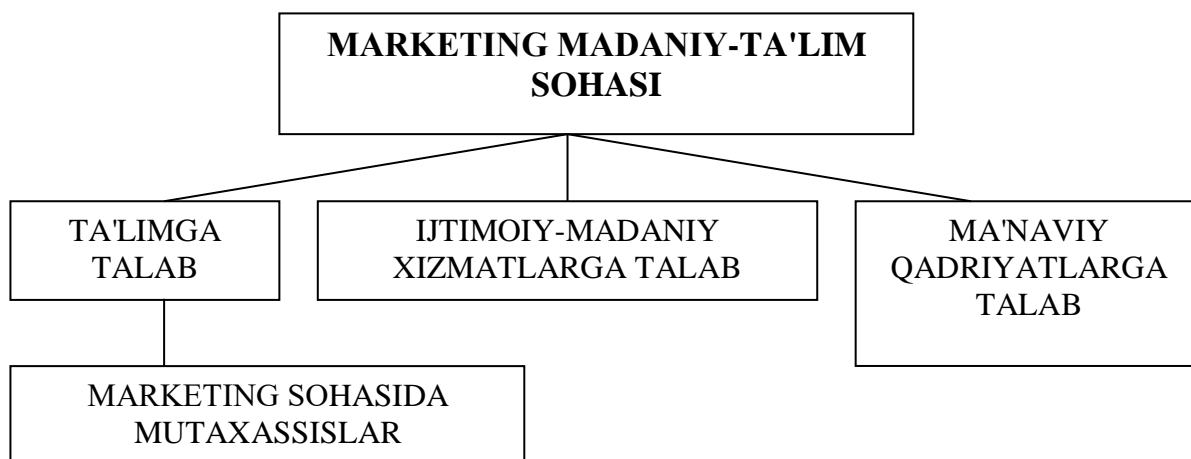 MARKETING MADANIY-TA'LIM
SOHASI
TA'LIMGA
TALAB
IJTIMOIY-MADANIY
XIZMATLARGA TALAB
MA'NAVIY
QADRIYATLARGA
TALAB
MARKETING SOHASIDA
MUTAXASSISLAR